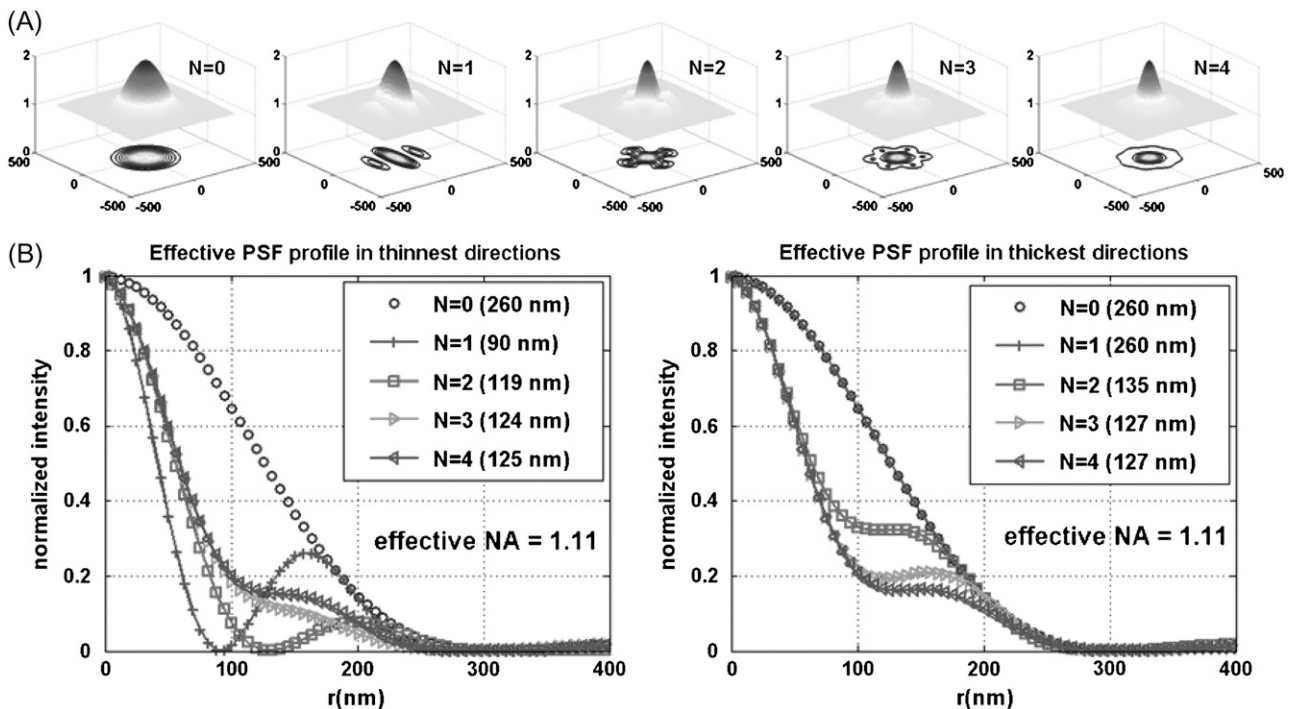 (A)
2
1
0
500
0
-500
-500
0
500
N=0
2
1
0
500
0
-500
-500
0
500
N=1
2
1
0
500
0
-500
-500
0
500
N=2
2
1
0
500
0
-500
-500
0
500
N=3
2
1
0
500
0
-500
-500
0
500
N=4
(B)
Effective PSF profile in thinnest directions
normalized intensity
1
0.8
0.6
0.4
0.2
0
N=0 (260 nm)
N=1 (90 nm)
N=2 (119 nm)
N=3 (124 nm)
N=4 (125 nm)
effective NA = 1.11
0 100 200 300 400
r(nm)
Effective PSF profile in thickest directions
normalized intensity
1
0.8
0.6
0.4
0.2
0
N=0 (260 nm)
N=1 (260 nm)
N=2 (135 nm)
N=3 (127 nm)
N=4 (127 nm)
effective NA = 1.11
0 100 200 300 400
r(nm)